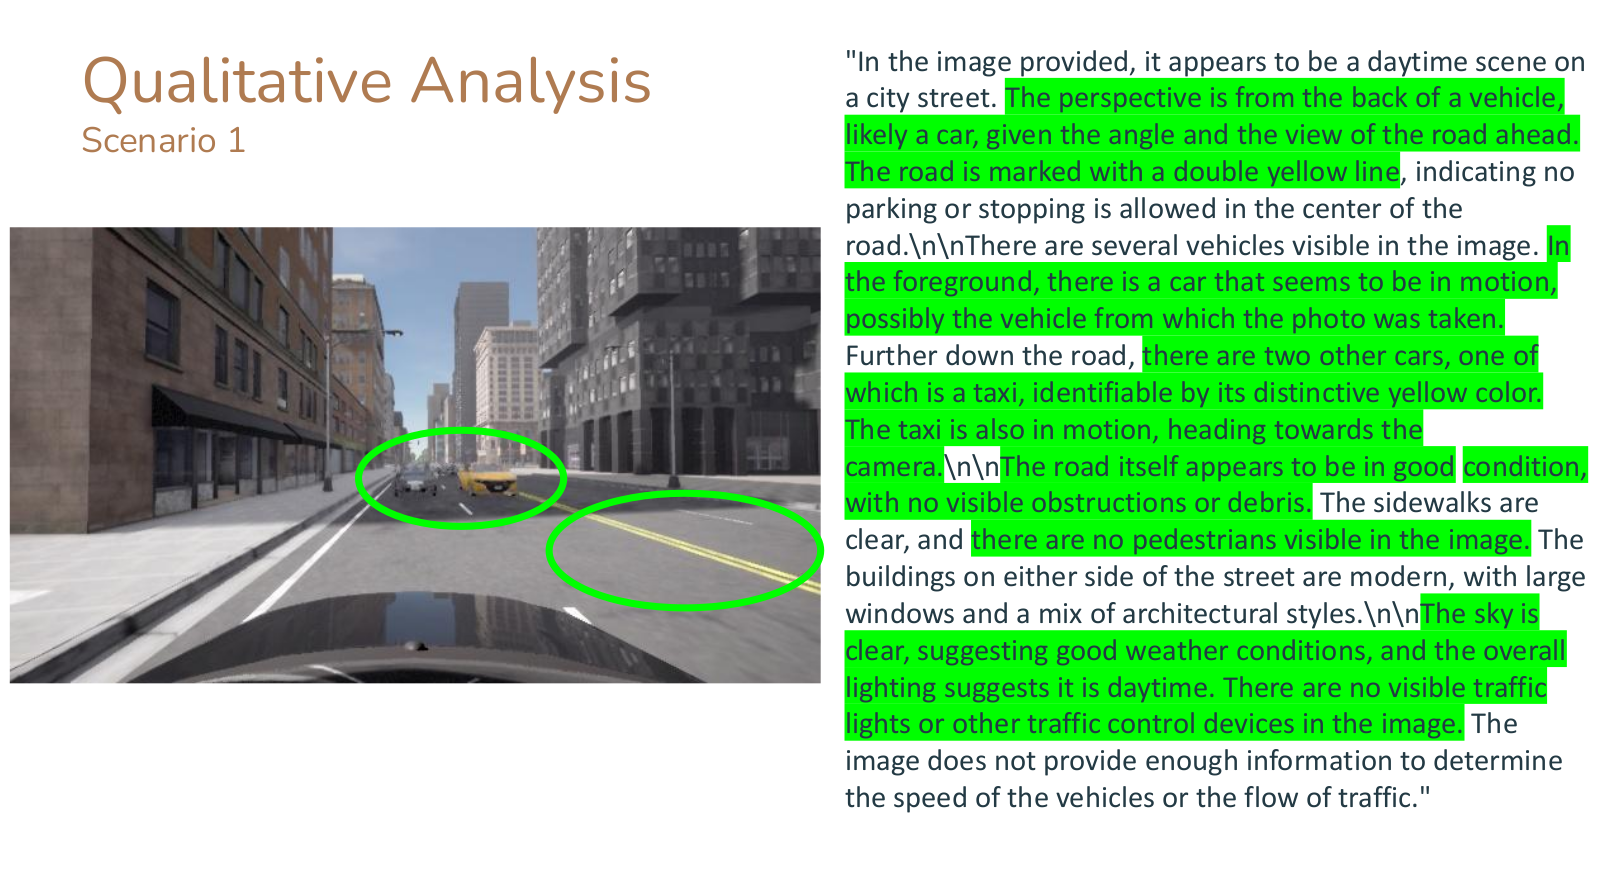 Qualitative Analysis
Scenario 1
"In the image provided, it appears to be a daytime scene on
a city street. The perspective is from the back of a vehicle,
likely a car, given the angle and the view of the road ahead.
The road is marked with a double yellow line, indicating no
parking or stopping is allowed in the center of the
road.\n\nThere are several vehicles visible in the image. In
the foreground, there is a car that seems to be in motion,
possibly the vehicle from which the photo was taken.
Further down the road, there are two other cars, one of
which is a taxi, identifiable by its distinctive yellow color.
The taxi is also in motion, heading towards the
camera.\n\nThe road itself appears to be in good condition,
with no visible obstructions or debris. The sidewalks are
clear, and there are no pedestrians visible in the image. The
buildings on either side of the street are modern, with large
windows and a mix of architectural styles.\n\nThe sky is
clear, suggesting good weather conditions, and the overall
lighting suggests it is daytime. There are no visible traffic
lights or other traffic control devices in the image. The
image does not provide enough information to determine
the speed of the vehicles or the flow of traffic."